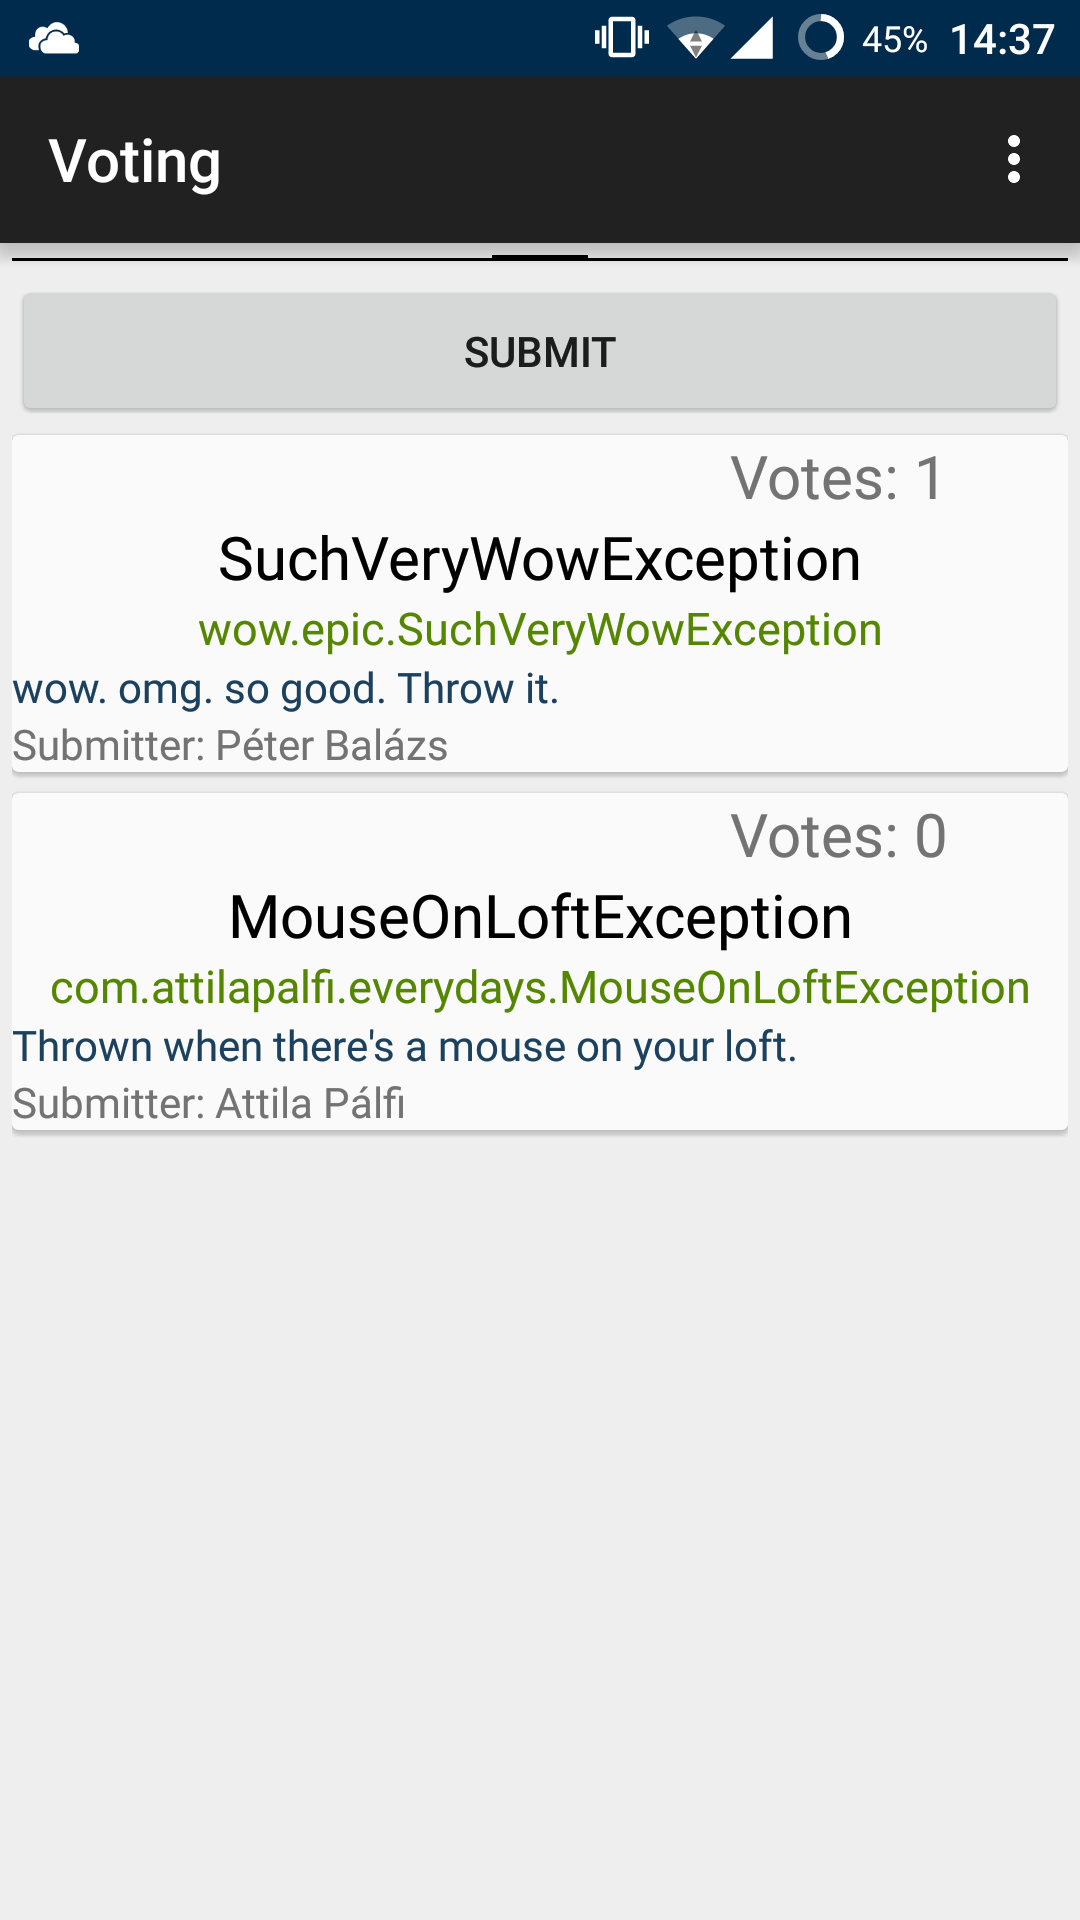 45% 14:37
Voting
SUBMIT
Votes: 1
SuchVeryWowException
wow.epic.SuchVeryWowException
wow. omg. so good. Throw it.
Submitter: Péter Balázs
Votes: 0
MouseOnLoftException
com.attilapalfi.everydays.MouseOnLoftException
Thrown when there's a mouse on your loft.
Submitter: Attila Pálfi